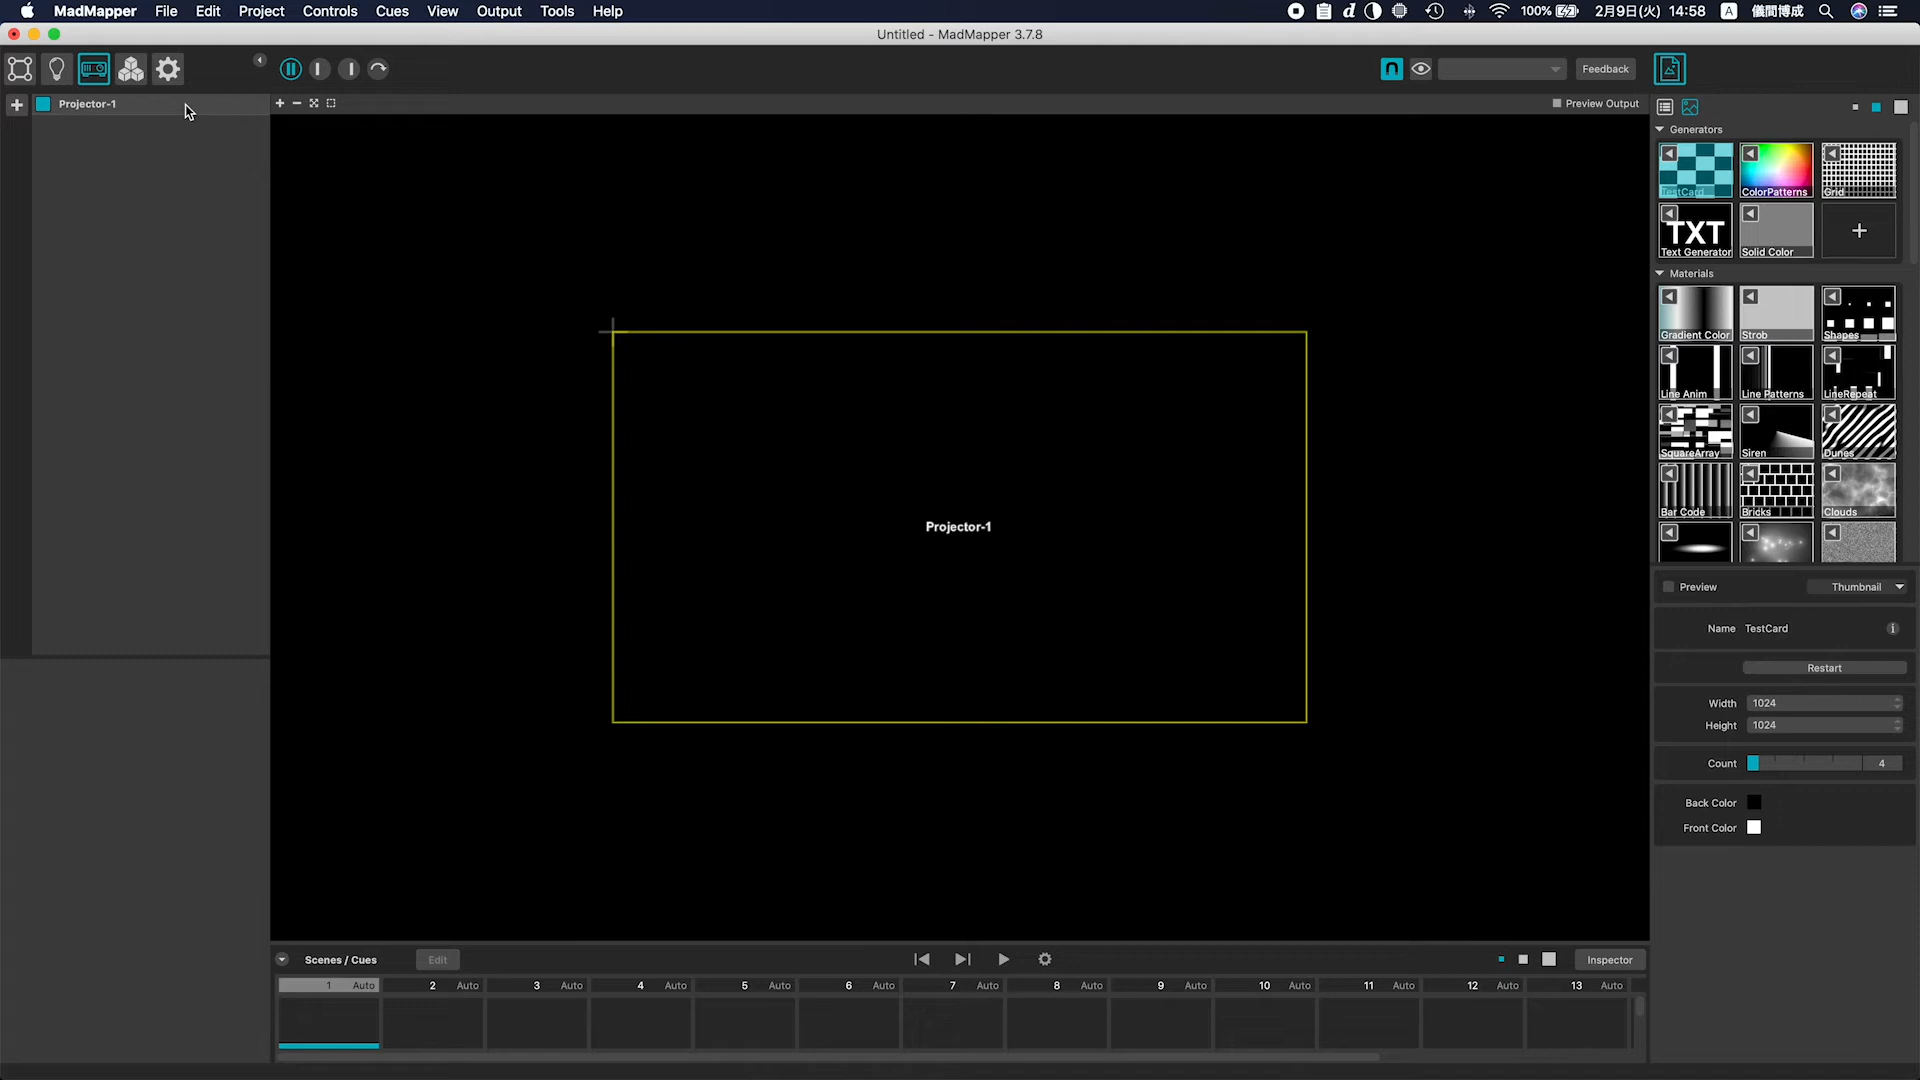 MadMapper File Edit Project Controls Cues View Output Tools Help
100% 2月9日(火) 14:58 A 儀間博成
Untitled - MadMapper 3.7.8
Feedback
Projector-1
Preview Output
Generators
TestCard ColorPatterns Grid
TXT
Text Generator Solid Color
Materials
Gradient Color Strob Shapes
Line Anim Line Patterns LineRepeat
SquareArray Siren Dunes
Bar Code Bricks Clouds
Projector-1
Preview Thumbnail
Name TestCard
Restart
Width 1024
Height 1024
Count 4
Back Color
Front Color
Scenes / Cues Edit Inspector
1 Auto 2 Auto 3 Auto 4 Auto 5 Auto 6 Auto 7 Auto 8 Auto 9 Auto 10 Auto 11 Auto 12 Auto 13 Auto